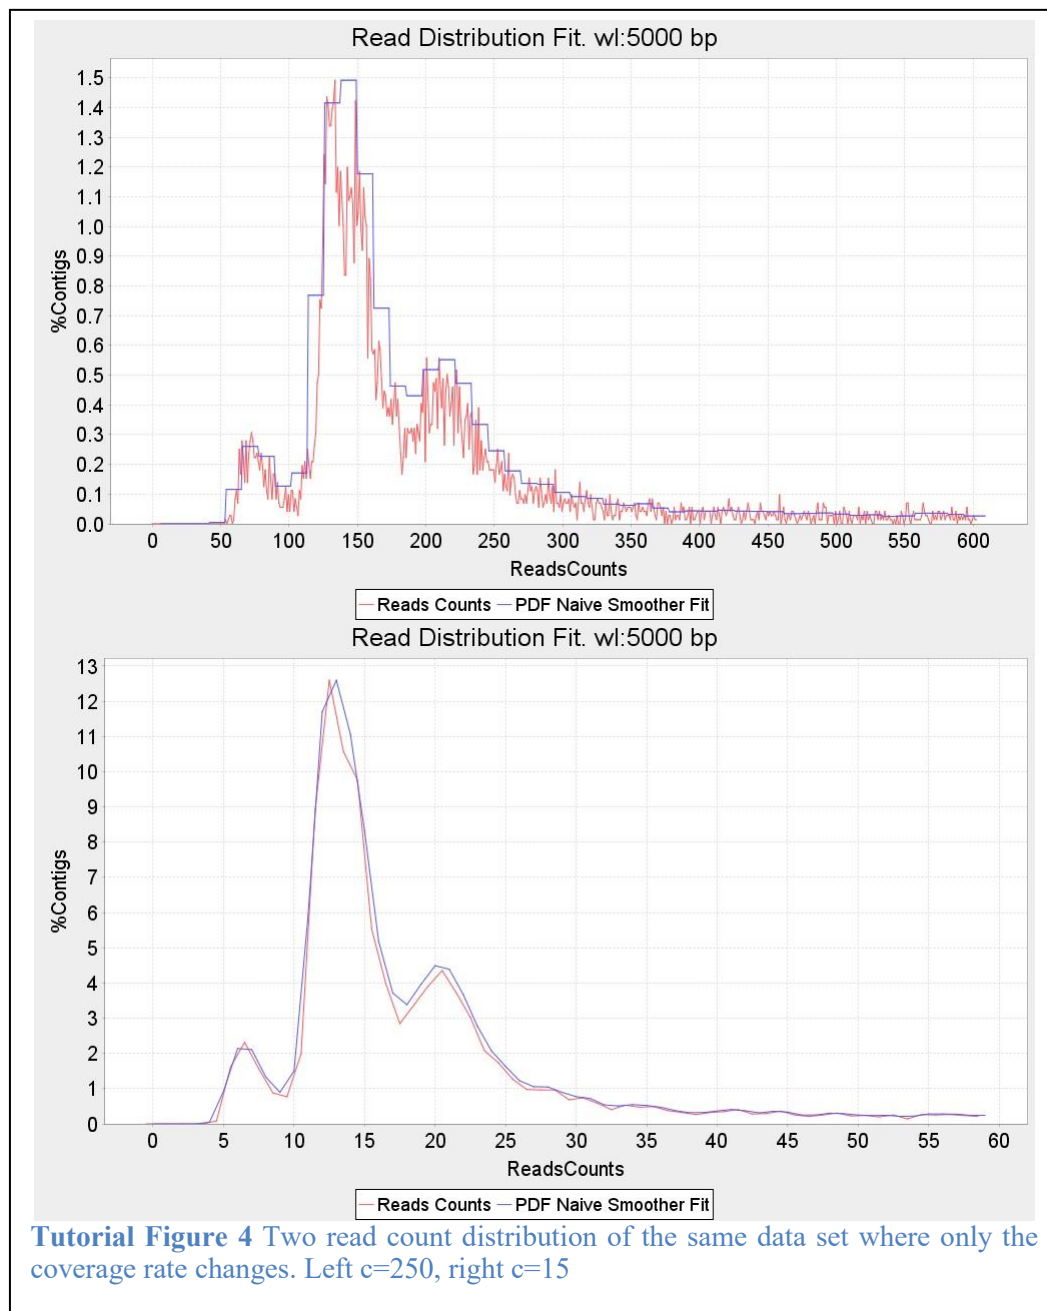 Read Distribution Fit. wl:5000 bp
%Contigs
1.5
1.4
1.3
1.2
1.1
1.0
0.9
0.8
0.7
0.6
0.5
0.4
0.3
0.2
0.1
0.0
0 50 100 150 200 250 300 350 400 450 500 550 600
ReadsCounts
Reads Counts PDF Naive Smoother Fit
Read Distribution Fit. wl:5000 bp
%Contigs
13
12
11
10
9
8
7
6
5
4
3
2
1
0
0 5 10 15 20 25 30 35 40 45 50 55 60
ReadsCounts
Reads Counts PDF Naive Smoother Fit
Tutorial Figure 4 Two read count distribution of the same data set where only the
coverage rate changes. Left c=250, right c=15